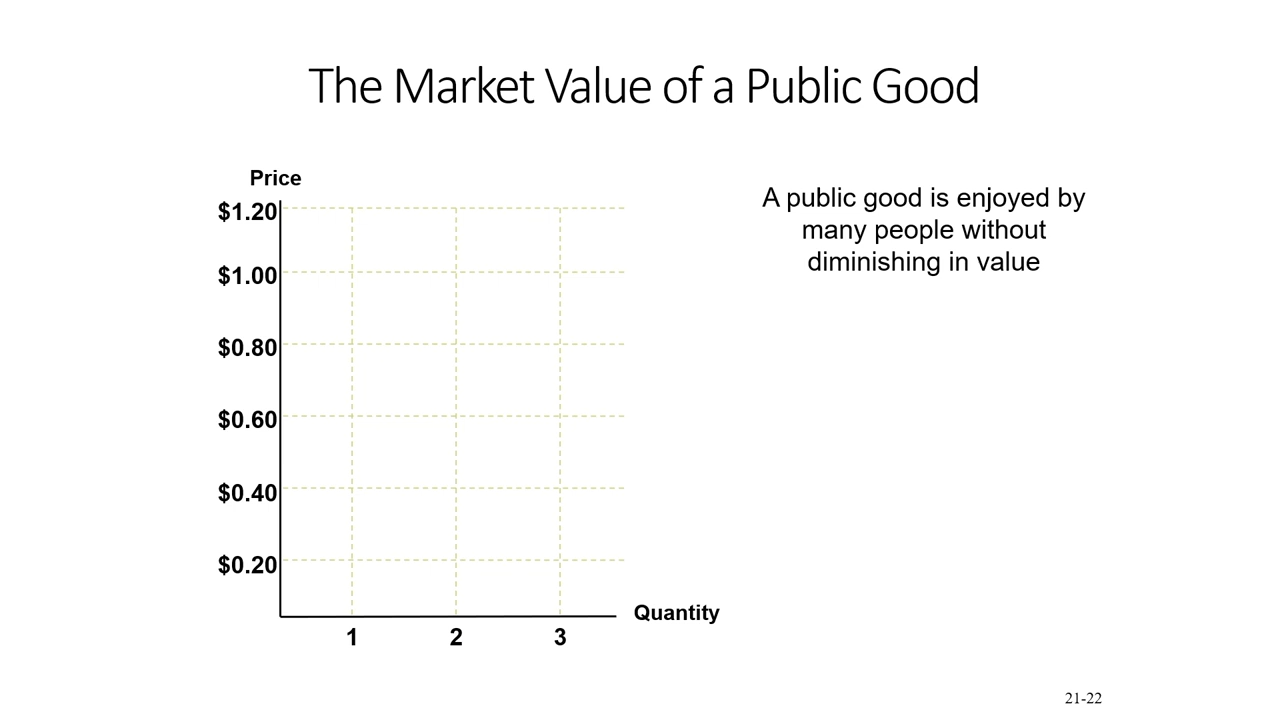 The Market Value of a Public Good
Price
$1.20
$1.00
$0.80
$0.60
$0.40
$0.20
1 2 3
Quantity
A public good is enjoyed by
many people without
diminishing in value
21-22